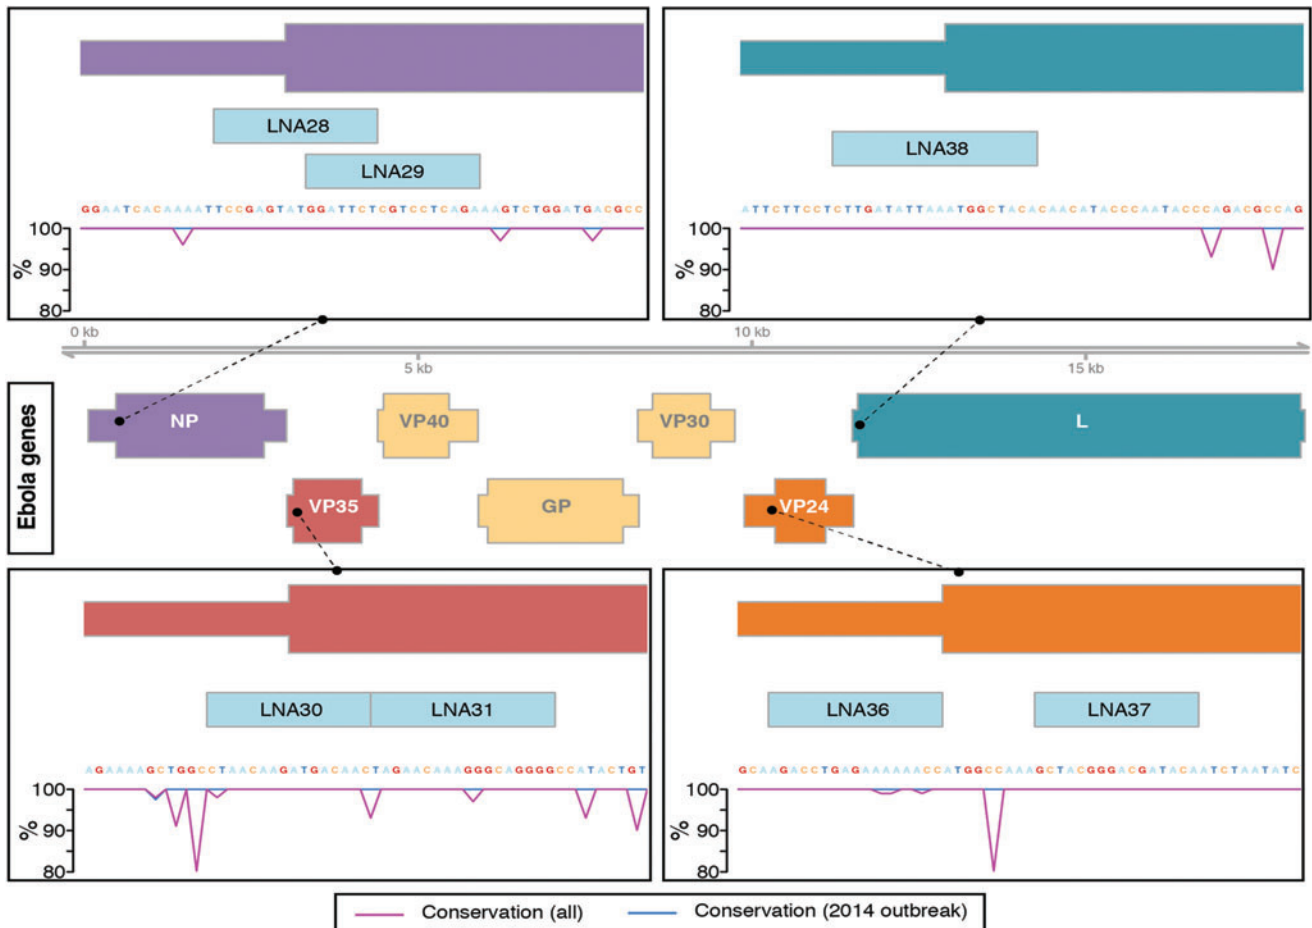 LNA28
LNA29
GGAATCACAAAATTCCGAGTATGGATTCTCGTCCTCAGAAAGTCTGGATGACGCC
100
90
80
%
LNA38
ATTCTTCCTCTTGATATTAAATGGCTACACAACATACCCAATACCCAGACGCCAG
100
90
80
%
0 kb
5 kb
10 kb
15 kb
Ebola genes
NP
VP40
VP30
L
VP35
GP
VP24
LNA30
LNA31
AGAAAAGCTGGCCTAACAAGATGACAACTAGAACAAAGGGCAGGGGCCATACTGT
100
90
80
%
LNA36
LNA37
GCAAGACCTGAGAAAAAACCATGGCCAAAGCTACGGGACGATACAATCTAATATC
100
90
80
%
Conservation (all)
Conservation (2014 outbreak)